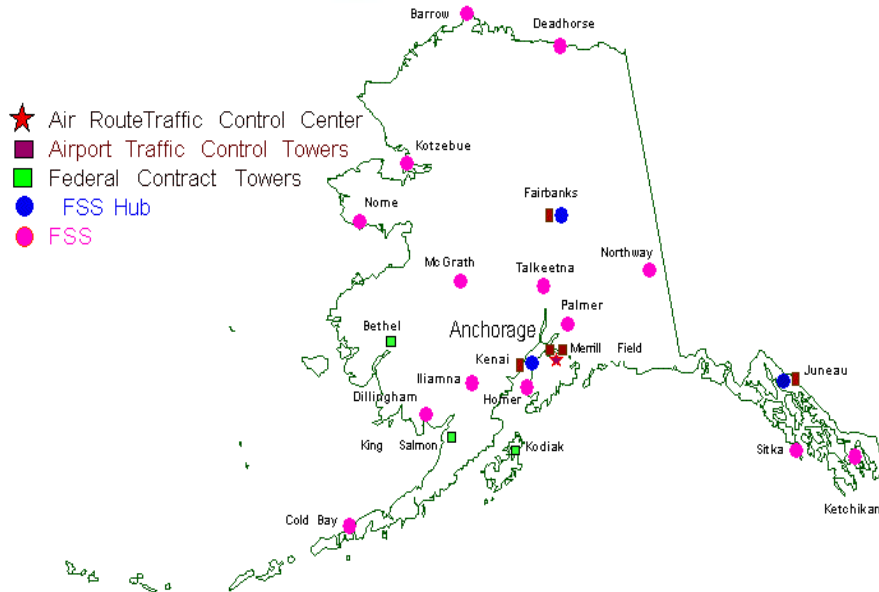 Barrow
Deadhorse
Air RouteTraffic Control Center
Airport Traffic Control Towers
Federal Contract Towers
FSS Hub
FSS
Kotzebue
Nome
Fairbanks
McGrath
Talkeetna
Northway
Palmer
Bethel
Anchorage
Kenai
Merrill Field
Iliamna
Homer
Juneau
Dillingham
King Salmon
Kodiak
Sitka
Ketchikan
Cold Bay